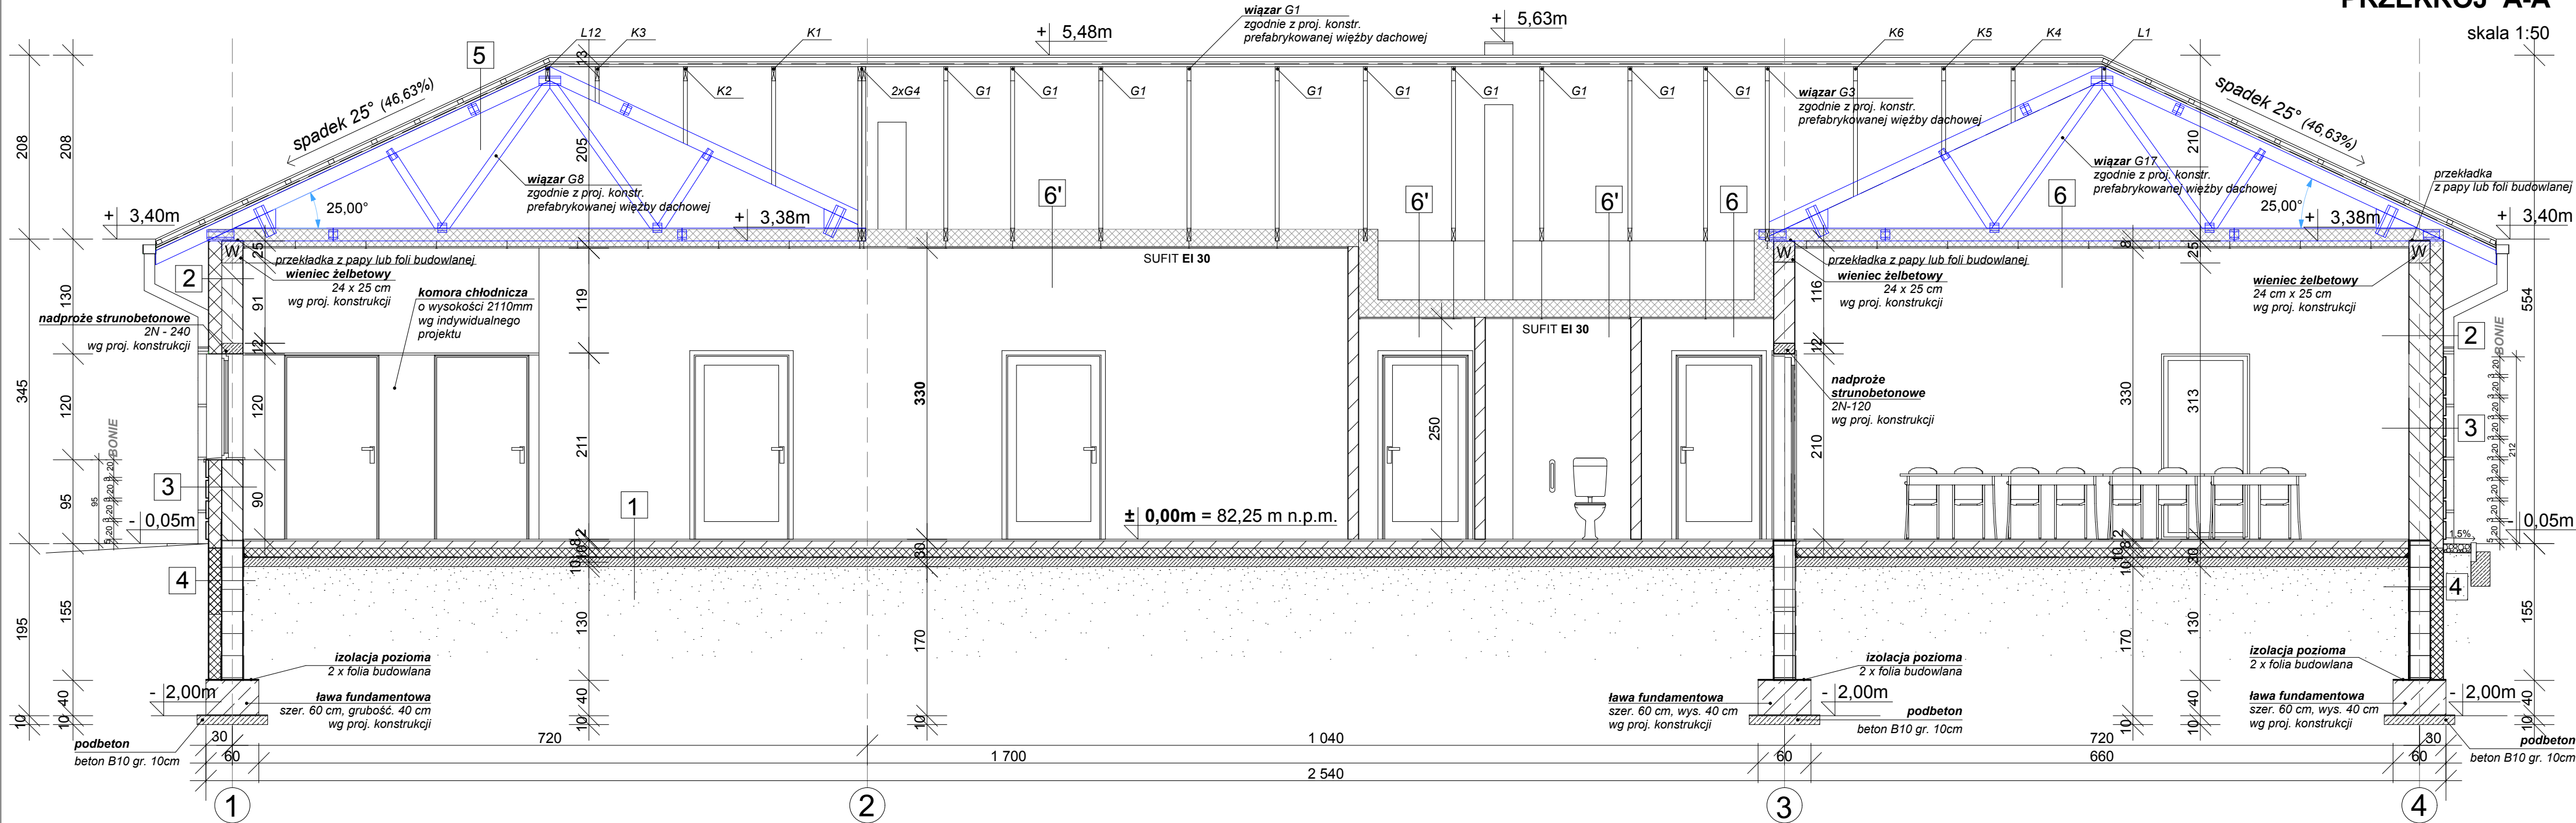 PRZEKRÓJ A-A
skala 1:50
wiązar G1
zgodnie z proj. konstr.
prefabrykowanej więźby dachowej
+ 5,48m
+ 5,63m
L12
K3
K1
K2
2xG4
G1
G1
G1
G1
G1
G1
G1
G1
G1
K6
K5
K4
L1
5
spadek 25° (46,63%)
spadek 25° (46,63%)
wiązar G3
zgodnie z proj. konstr.
prefabrykowanej więźby dachowej
wiązar G8
zgodnie z proj. konstr.
prefabrykowanej więźby dachowej
wiązar G17
zgodnie z proj. konstr.
prefabrykowanej więźby dachowej
przekładka
z papy lub foli budowlanej
25,00°
25,00°
6'
6'
6'
6
6
+ 3,40m
+ 3,38m
+ 3,38m
+ 3,40m
208
208
13
205
210
W
W
W
25
8
25
przekładka z papy lub foli budowlanej
wieniec żelbetowy
24 x 25 cm
wg proj. konstrukcji
SUFIT EI 30
SUFIT EI 30
przekładka z papy lub foli budowlanej
wieniec żelbetowy
24 x 25 cm
wg proj. konstrukcji
wieniec żelbetowy
24 cm x 25 cm
wg proj. konstrukcji
2
2
komora chłodnicza
o wysokości 2110mm
wg indywidualnego
projektu
nadproże strunobetonowe
2N - 240
wg proj. konstrukcji
nadproże
strunobetonowe
2N-120
wg proj. konstrukcji
345
130
120
95
91
12
120
90
119
211
330
250
116
12
210
330
313
554
BONIE
BONIE
95
212
3
3
1
± 0,00m = 82,25 m n.p.m.
- 0,05m
- 0,05m
1,5%
4
4
195
155
130
30
170
170
20
130
155
izolacja pozioma
2 x folia budowlana
izolacja pozioma
2 x folia budowlana
izolacja pozioma
2 x folia budowlana
- 2,00m
- 2,00m
- 2,00m
ława fundamentowa
szer. 60 cm, grubość. 40 cm
wg proj. konstrukcji
ława fundamentowa
szer. 60 cm, wys. 40 cm
wg proj. konstrukcji
ława fundamentowa
szer. 60 cm, wys. 40 cm
wg proj. konstrukcji
10
10
40
10
40
10
10
10
40
10
40
podbeton
beton B10 gr. 10cm
podbeton
beton B10 gr. 10cm
podbeton
beton B10 gr. 10cm
30
720
1 040
720
30
60
1 700
60
660
60
2 540
1
2
3
4